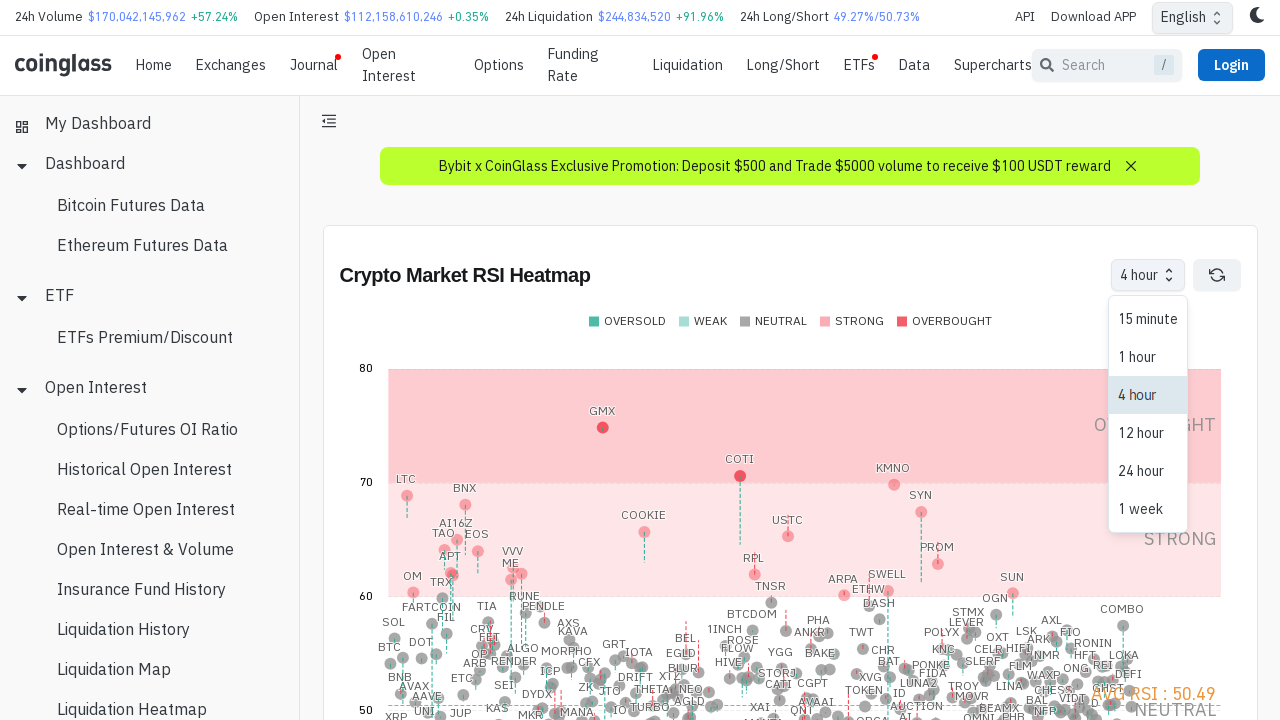 24h Volume $170,042,145,962 +57.24% Open Interest $112,158,610,246 +0.35% 24h Liquidation $244,834,520 +91.96% 24h Long/Short 49.27%/50.73% API Download APP English
coinglass Home Exchanges Journal Open Interest Options Funding Rate Liquidation Long/Short ETFs Data Supercharts Search / Login
My Dashboard
Dashboard
Bitcoin Futures Data
Ethereum Futures Data
ETF
ETFs Premium/Discount
Open Interest
Options/Futures OI Ratio
Historical Open Interest
Real-time Open Interest
Open Interest & Volume
Insurance Fund History
Liquidation History
Liquidation Map
Liquidation Heatmap
Bybit x CoinGlass Exclusive Promotion: Deposit $500 and Trade $5000 volume to receive $100 USDT reward
Crypto Market RSI Heatmap
4 hour
15 minute
1 hour
4 hour
12 hour
24 hour
1 week
OVERSOLD WEAK NEUTRAL STRONG OVERBOUGHT
80
GMX
COTI
KMNO
70
LTC
BNX
SYN
COOKIE
USTC
AI16Z
TAO EOS
STRONG
PROM
VVV
APT
ME
RPL
OM
TRX
TNSR
ARPA
SWELL
ETHW
SUN
60
RUNE
OGN
FARTCOIN
TIA
PENDLE
DASH
COMBO
FIL
BTCDOM
STMX
SOL
AXS
PHA
LEVER
AXL
CRV
KAVA
1INCH
ANKR
TWT
POLYX
LSK
FIO
FET
BEL
ROSE
OXT
ARK
DOT
GRT
RONIN
BTC
ALGO
MORPHO
IOTA
EGLD
FLOW
YGG
BAKE
CHR
KNC
CELR
HIFI
NMR
HFT
LOKA
ARB
RENDER
CFX
BLUR
HIVE
BAT
PONKE
SLERF
FLM
REI
BNB
ETC
ICP
DRIFT
XTZ
STORJ
XVG
FIDA
WAXP
ONG
DEFI
AVAX
SEI
ZK
JTO
THETA
NEO
CATI
CGPT
TOKEN
LUNA2
TROY
LINA
CHESS
GHST
AAVE
DYDX
AGLD
AVAAI
ID
MOVR
VIDT
AVG RSI : 50.49
UNI
JUP
KAS
MKR
MANA
IO
TURBO
XAI
AUCTION
BEAMX
BAL
NEUTRAL
50
XRP
OMNI
PHB